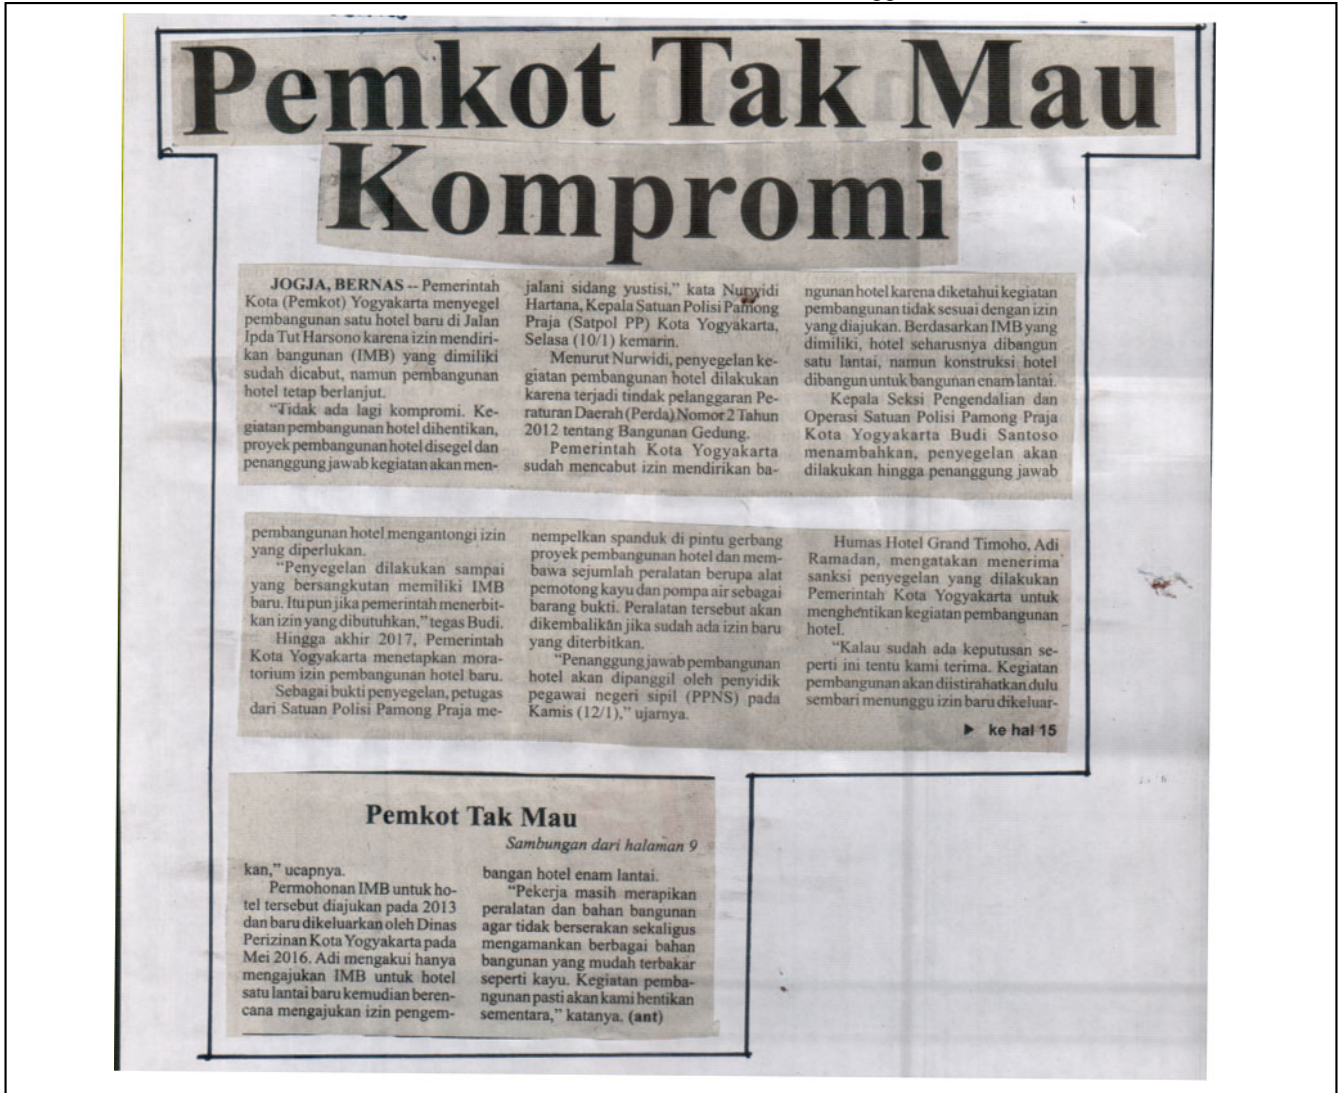 Pemkot Tak Mau
Kompromi
JOGJA, BERNAS -- Pemerintah
Kota (Pemkot) Yogyakarta menyegel
pembangunan satu hotel baru di Jalan
Ipda Tut Harsono karena izin mendiri-
kan bangunan (IMB) yang dimiliki
sudah dicabut, namun pembangunan
hotel tetap berlanjut.
"Tidak ada lagi kompromi. Ke-
giatan pembangunan hotel dihentikan,
proyek pembangunan hotel disegel dan
penanggung jawab kegiatan akan men-
jalani sidang yustisi," kata Nurwidi
Hartana, Kepala Satuan Polisi Pamong
Praja (Satpol PP) Kota Yogyakarta,
Selasa (10/1) kemarin.
Menurut Nurwidi, penyegelan ke-
giatan pembangunan hotel dilakukan
karena terjadi tindak pelanggaran Pe-
raturan Daerah (Perda) Nomor 2 Tahun
2012 tentang Bangunan Gedung.
Pemerintah Kota Yogyakarta
sudah mencabut izin mendirikan ba-
ngunan hotel karena diketahui kegiatan
pembangunan tidak sesuai dengan izin
yang diajukan. Berdasarkan IMB yang
dimiliki, hotel seharusnya dibangun
satu lantai, namun konstruksi hotel
dibangun untuk bangunan enam lantai.
Kepala Seksi Pengendalian dan
Operasi Satuan Polisi Pamong Praja
Kota Yogyakarta Budi Santoso
menambahkan, penyegelan akan
dilakukan hingga penanggung jawab
pembangunan hotel mengantongi izin
yang diperlukan.
"Penyegelan dilakukan sampai
yang bersangkutan memiliki IMB
baru. Itu pun jika pemerintah menerbit-
kan izin yang dibutuhkan," tegas Budi.
Hingga akhir 2017, Pemerintah
Kota Yogyakarta menetapkan mora-
torium izin pembangunan hotel baru.
Sebagai bukti penyegelan, petugas
dari Satuan Polisi Pamong Praja me-
nempelkan spanduk di pintu gerbang
proyek pembangunan hotel dan mem-
bawa sejumlah peralatan berupa alat
pemotong kayu dan pompa air sebagai
barang bukti. Peralatan tersebut akan
dikembalikan jika sudah ada izin baru
yang diterbitkan.
"Penanggung jawab pembangunan
hotel akan dipanggil oleh penyidik
pegawai negeri sipil (PPNS) pada
Kamis (12/1)," ujarnya.
Humas Hotel Grand Timoho, Adi
Ramadan, mengatakan menerima
sanksi penyegelan yang dilakukan
Pemerintah Kota Yogyakarta untuk
menghentikan kegiatan pembangunan
hotel.
"Kalau sudah ada keputusan se-
perti ini tentu kami terima. Kegiatan
pembangunan akan diistirahatkan dulu
sembari menunggu izin baru dikeluar-
▶ ke hal 15
Pemkot Tak Mau
Sambungan dari halaman 9
kan," ucapnya.
Permohonan IMB untuk ho-
tel tersebut diajukan pada 2013
dan baru dikeluarkan oleh Dinas
Perizinan Kota Yogyakarta pada
Mei 2016. Adi mengakui hanya
mengajukan IMB untuk hotel
satu lantai baru kemudian beren-
cana mengajukan izin pengem-
bangan hotel enam lantai.
"Pekerja masih merapikan
peralatan dan bahan bangunan
agar tidak berserakan sekaligus
mengamankan berbagai bahan
bangunan yang mudah terbakar
seperti kayu. Kegiatan pemba-
ngunan pasti akan kami hentikan
sementara," katanya. (ant)